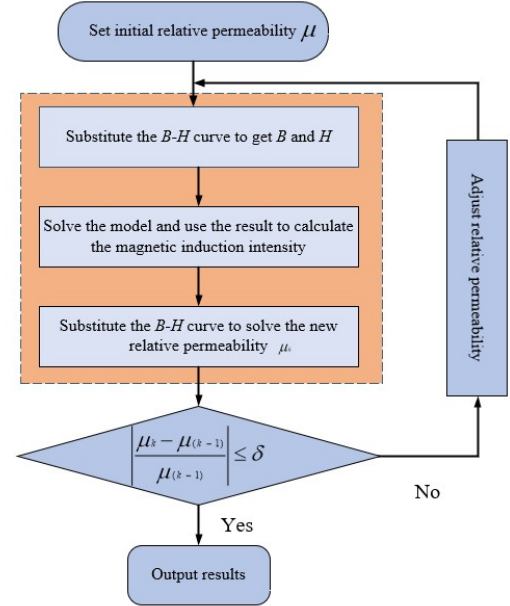 Set initial relative permeability μ
Substitute the B-H curve to get B and H
Solve the model and use the result to calculate
the magnetic induction intensity
Substitute the B-H curve to solve the new
relative permeability μₖ
Adjust relative permeability
|μₖ − μ₍ₖ₋₁₎ / μ₍ₖ₋₁₎| ≤ δ
No
Yes
Output results